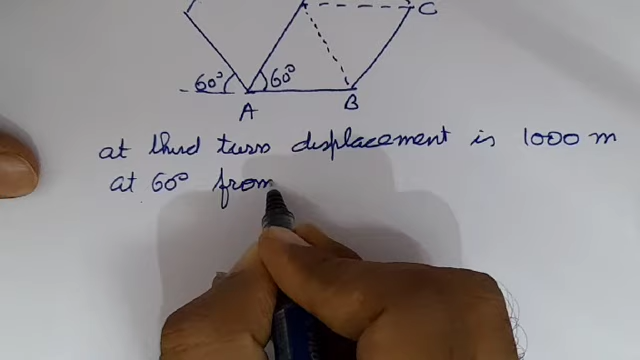 C
60° 60°
A B
at third turn displacement is 1000 m
at 60° from